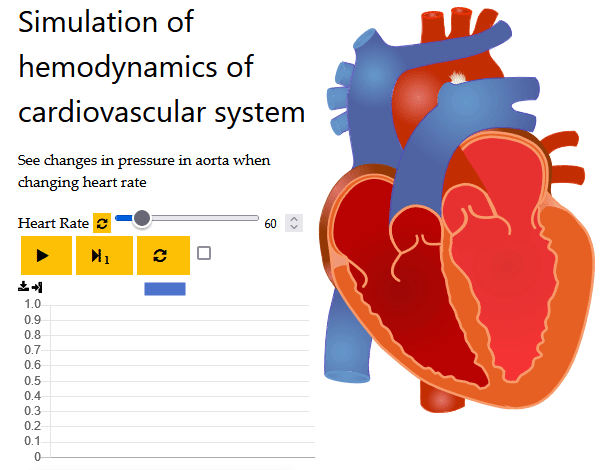 Simulation of
hemodynamics of
cardiovascular system
See changes in pressure in aorta when
changing heart rate
Heart Rate 60
1
1.0
0.9
0.8
0.7
0.6
0.5
0.4
0.3
0.2
0.1
0